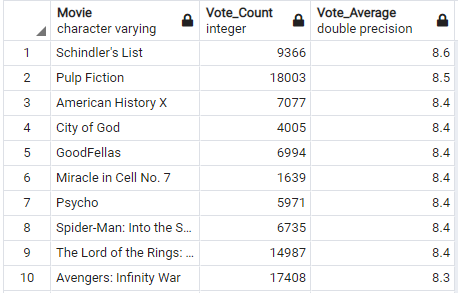 Movie Vote_Count Vote_Average
character varying integer double precision
1 Schindler's List 9366 8.6
2 Pulp Fiction 18003 8.5
3 American History X 7077 8.4
4 City of God 4005 8.4
5 GoodFellas 6994 8.4
6 Miracle in Cell No. 7 1639 8.4
7 Psycho 5971 8.4
8 Spider-Man: Into the S... 6735 8.4
9 The Lord of the Rings: ... 14987 8.4
10 Avengers: Infinity War 17408 8.3